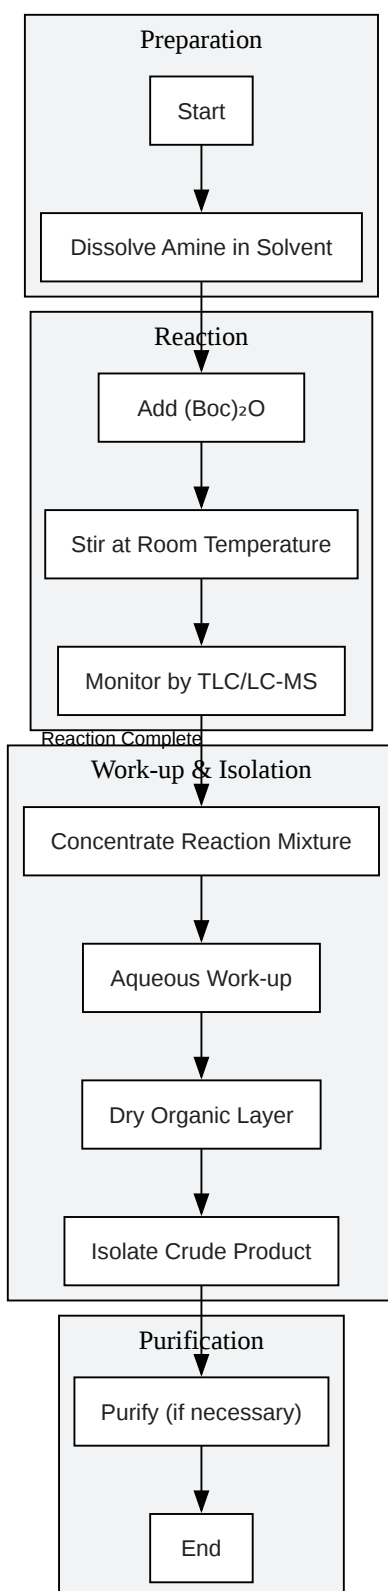 Preparation
Start
Dissolve Amine in Solvent
Reaction
Add (Boc)₂O
Stir at Room Temperature
Monitor by TLC/LC-MS
Reaction Complete
Work-up & Isolation
Concentrate Reaction Mixture
Aqueous Work-up
Dry Organic Layer
Isolate Crude Product
Purification
Purify (if necessary)
End